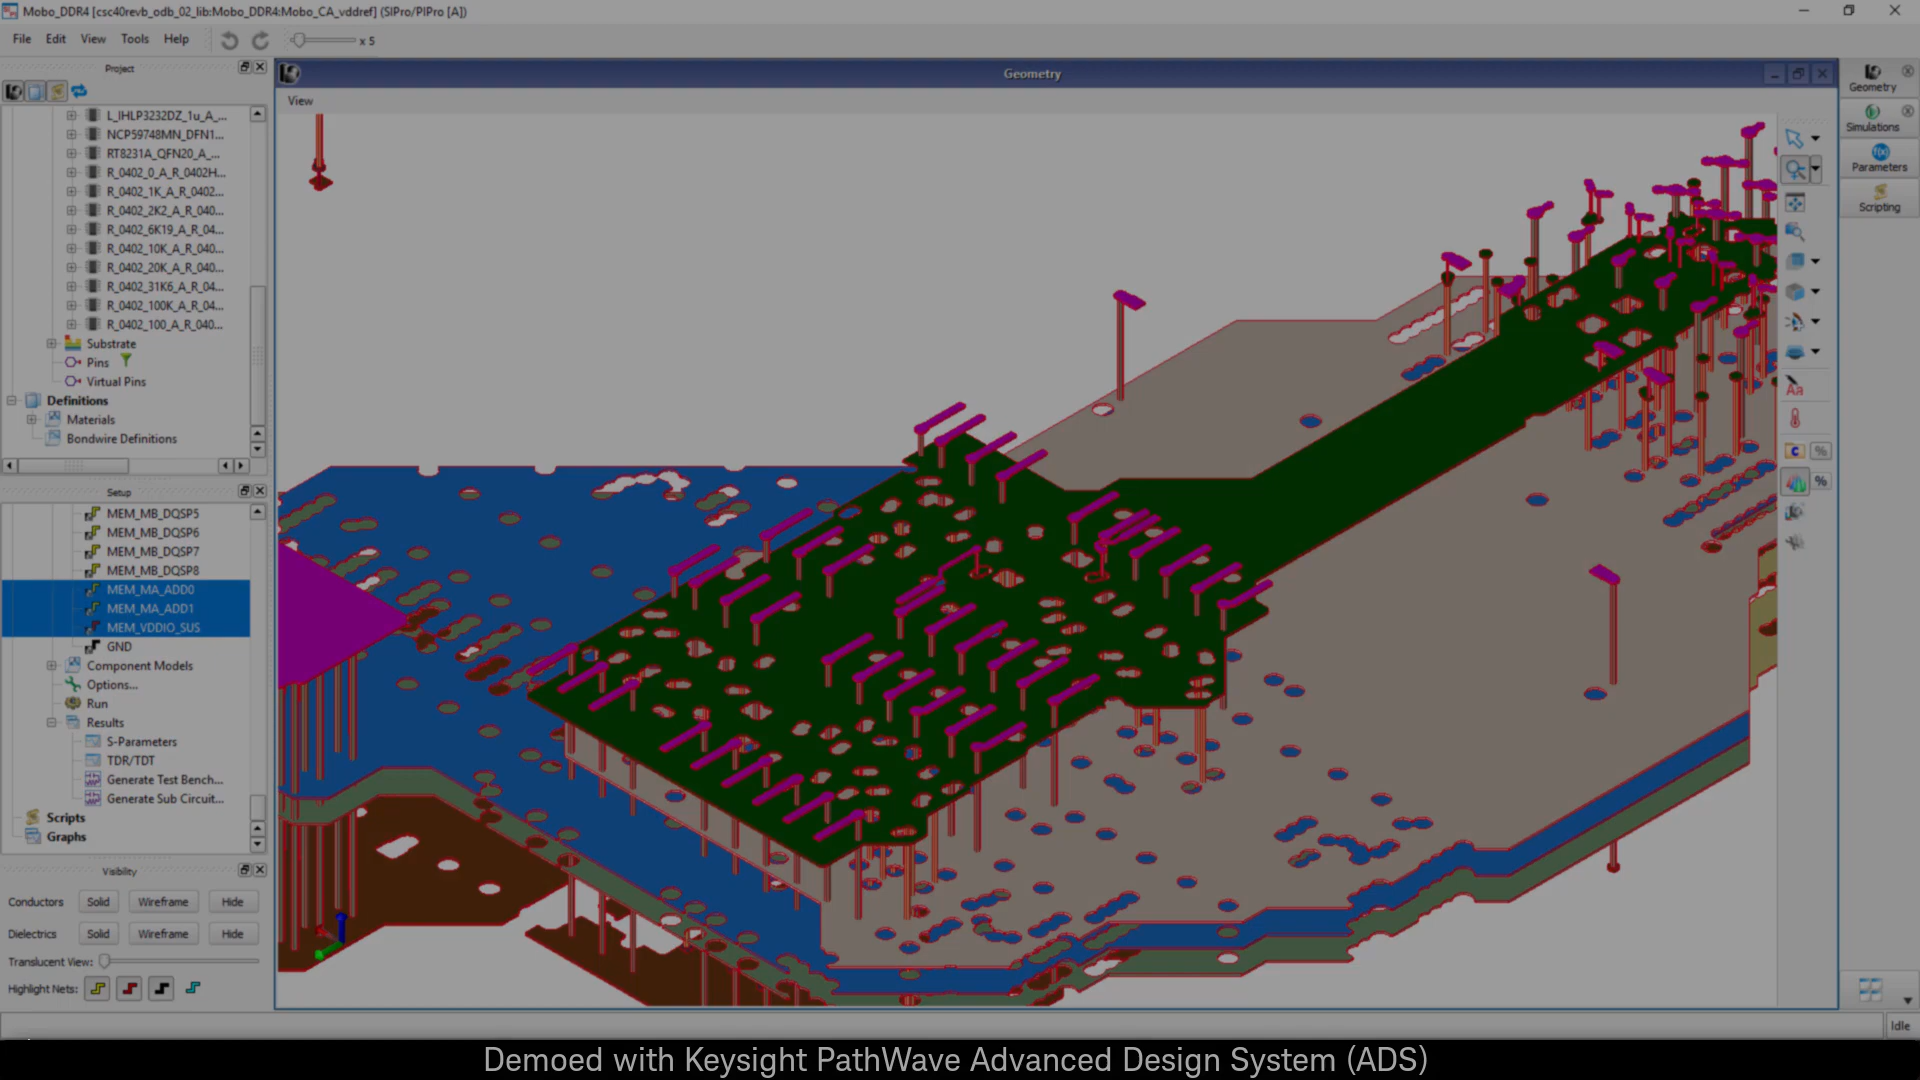 Mobo_DDR4 [csc40revb_odb_02_lib:Mobo_DDR4:Mobo_CA_vddref] (SIPro/PIPro [A])
File Edit View Tools Help x 5
Project
L_IHLP3232DZ_1u_A_...
NCP59748MN_DFN1...
RT8231A_QFN20_A_...
R_0402_0_A_R_0402H...
R_0402_1K_A_R_0402...
R_0402_2K2_A_R_040...
R_0402_6K19_A_R_04...
R_0402_10K_A_R_040...
R_0402_20K_A_R_040...
R_0402_31K6_A_R_04...
R_0402_100K_A_R_04...
R_0402_100_A_R_040...
Substrate
Pins
Virtual Pins
Definitions
Materials
Bondwire Definitions
Setup
MEM_MB_DQSP5
MEM_MB_DQSP6
MEM_MB_DQSP7
MEM_MB_DQSP8
MEM_MA_ADD0
MEM_MA_ADD1
MEM_VDDIO_SUS
GND
Component Models
Options...
Run
Results
S-Parameters
TDR/TDT
Generate Test Bench...
Generate Sub Circuit...
Scripts
Graphs
Visibility
Conductors Solid Wireframe Hide
Dielectrics Solid Wireframe Hide
Translucent View:
Highlight Nets:
Geometry
View
Aa
C %
%
Geometry
Simulations
f(x)
Parameters
Scripting
Idle
Demoed with Keysight PathWave Advanced Design System (ADS)